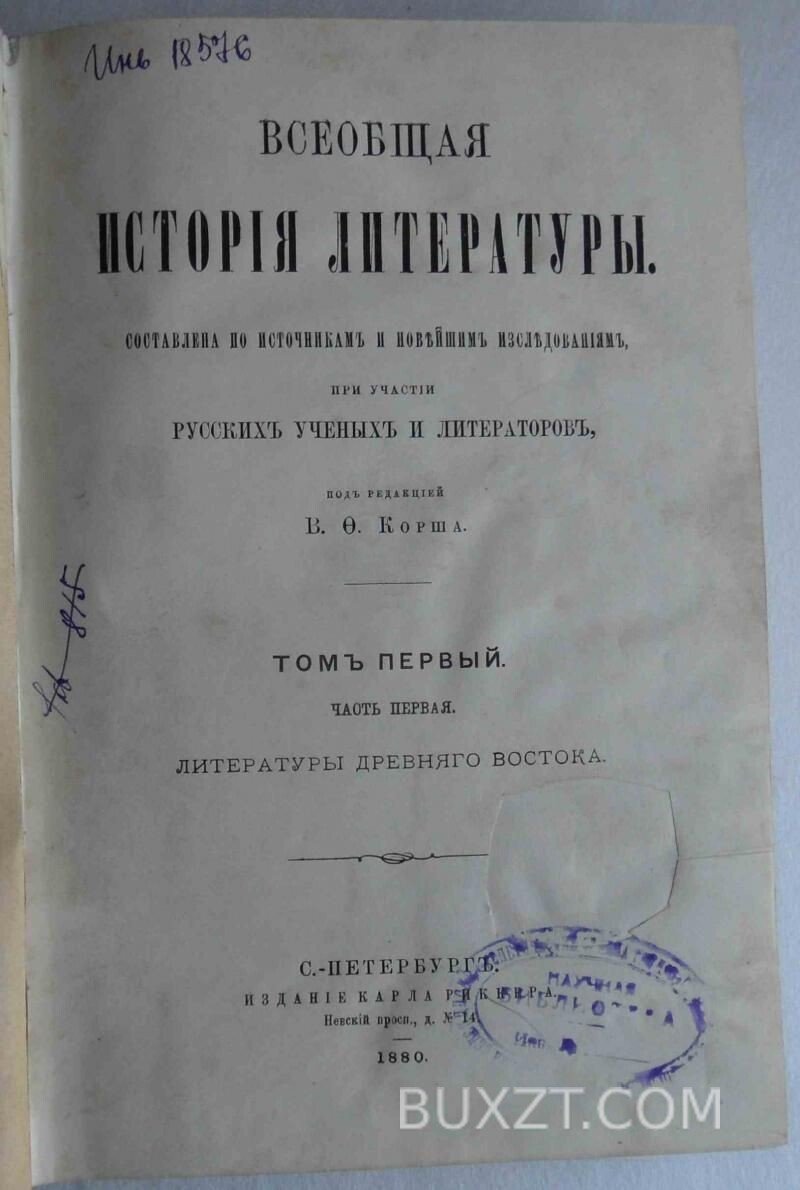 Инв 18576
ВСЕОБЩАЯ
ИСТОРІЯ ЛИТЕРАТУРЫ.
СОСТАВЛЕНА ПО ИСТОЧНИКАМЪ И НОВѢЙШИМЪ ИЗСЛѢДОВАНІЯМЪ,
ПРИ УЧАСТІИ
РУССКИХЪ УЧЕНЫХЪ И ЛИТЕРАТОРОВЪ,
ПОДЪ РЕДАКЦІЕЙ
В. Ѳ. КОРША.
ТОМЪ ПЕРВЫЙ.
ЧАСТЬ ПЕРВАЯ.
ЛИТЕРАТУРЫ ДРЕВНЯГО ВОСТОКА.
С.-ПЕТЕРБУРГЪ:
ИЗДАНІЕ КАРЛА РИККЕРА.
Невскій просп., д. № 14.
1880.
НАУЧНАЯ
БИБЛИОТЕКА
BUXZT.COM